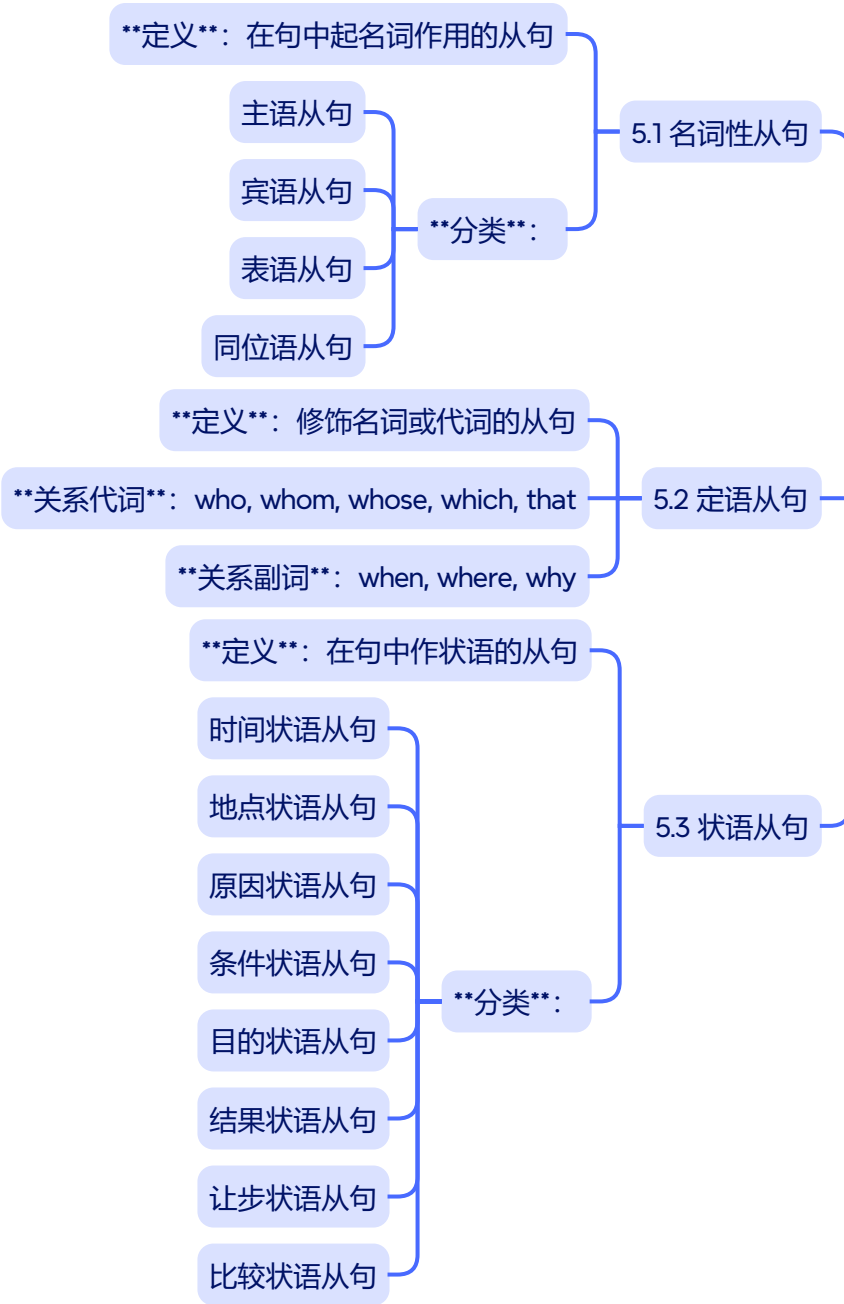 5.1 名词性从句
**定义**：在句中起名词作用的从句
**分类**：
主语从句
宾语从句
表语从句
同位语从句
5.2 定语从句
**定义**：修饰名词或代词的从句
**关系代词**：who, whom, whose, which, that
**关系副词**：when, where, why
5.3 状语从句
**定义**：在句中作状语的从句
**分类**：
时间状语从句
地点状语从句
原因状语从句
条件状语从句
目的状语从句
结果状语从句
让步状语从句
比较状语从句